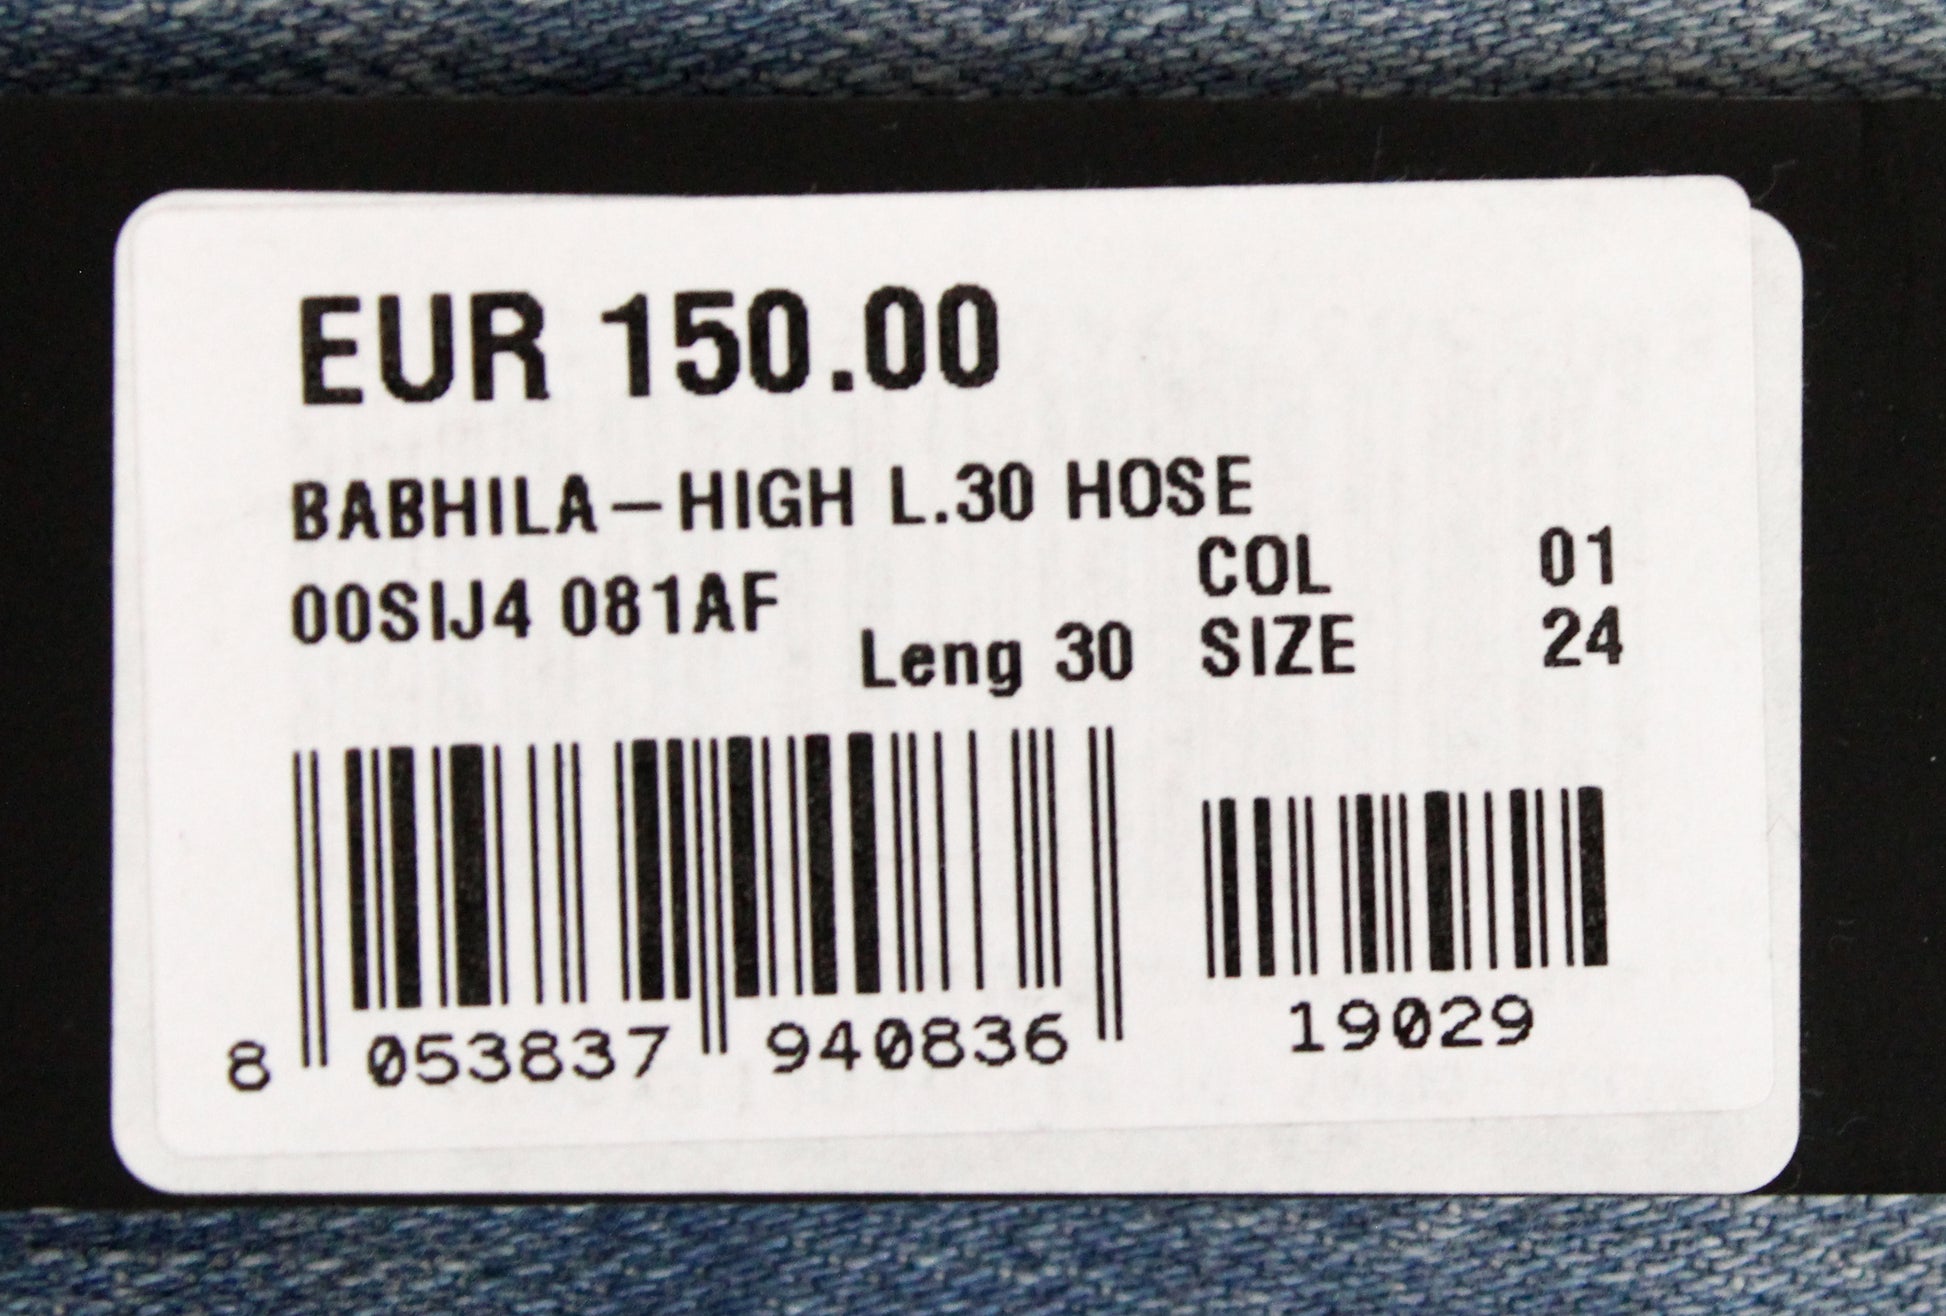 EUR 150.00
BABHILA-HIGH L.30 HOSE
COL 01
00SIJ4 081AF
Leng 30 SIZE 24
8 053837 940836
19029